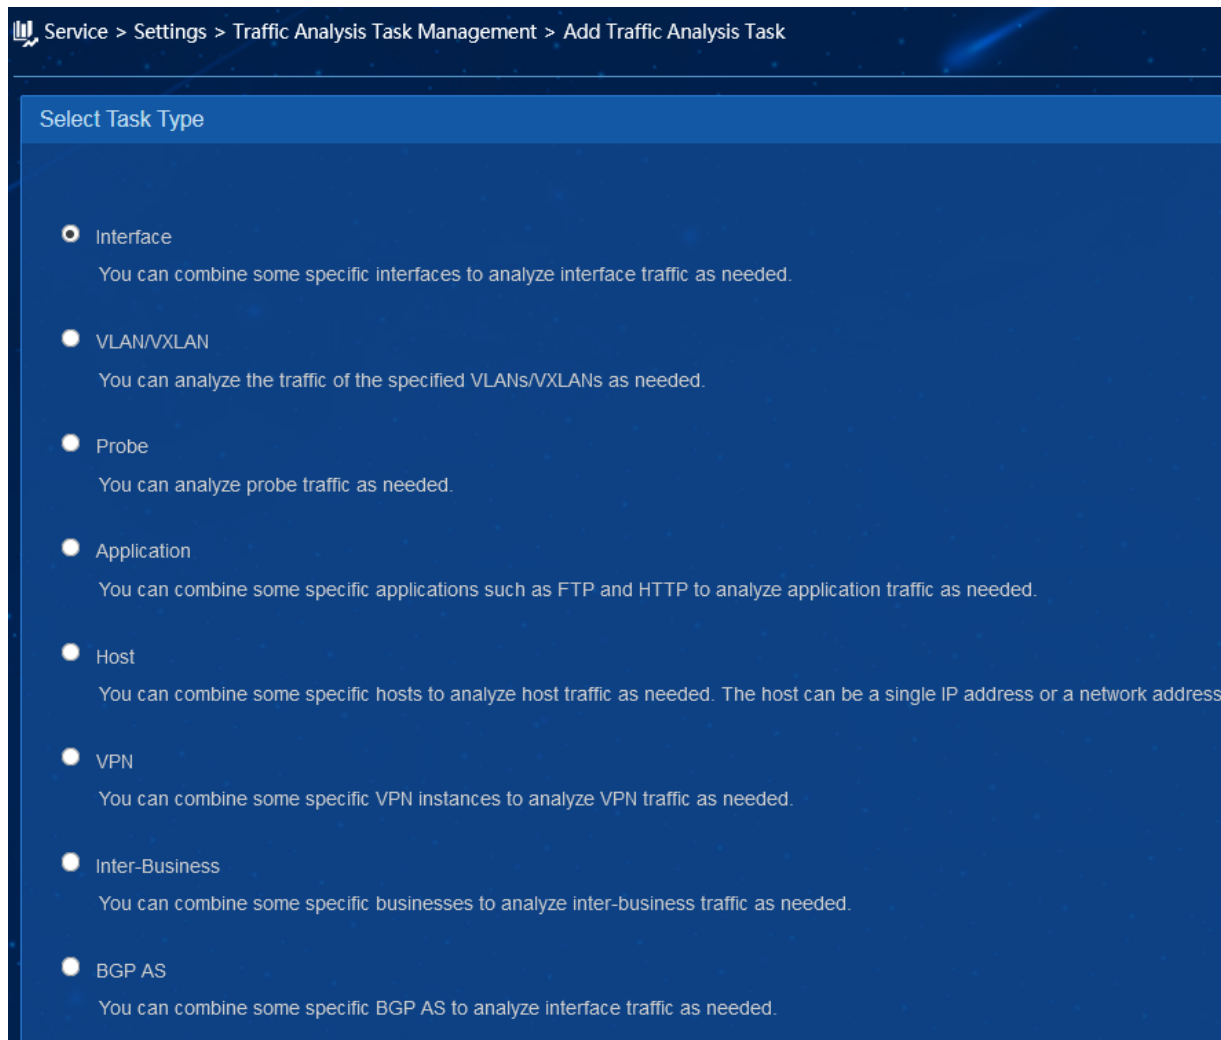 Service > Settings > Traffic Analysis Task Management > Add Traffic Analysis Task
Select Task Type
Interface
You can combine some specific interfaces to analyze interface traffic as needed.
VLAN/VXLAN
You can analyze the traffic of the specified VLANs/VXLANs as needed.
Probe
You can analyze probe traffic as needed.
Application
You can combine some specific applications such as FTP and HTTP to analyze application traffic as needed.
Host
You can combine some specific hosts to analyze host traffic as needed. The host can be a single IP address or a network address
VPN
You can combine some specific VPN instances to analyze VPN traffic as needed.
Inter-Business
You can combine some specific businesses to analyze inter-business traffic as needed.
BGP AS
You can combine some specific BGP AS to analyze interface traffic as needed.